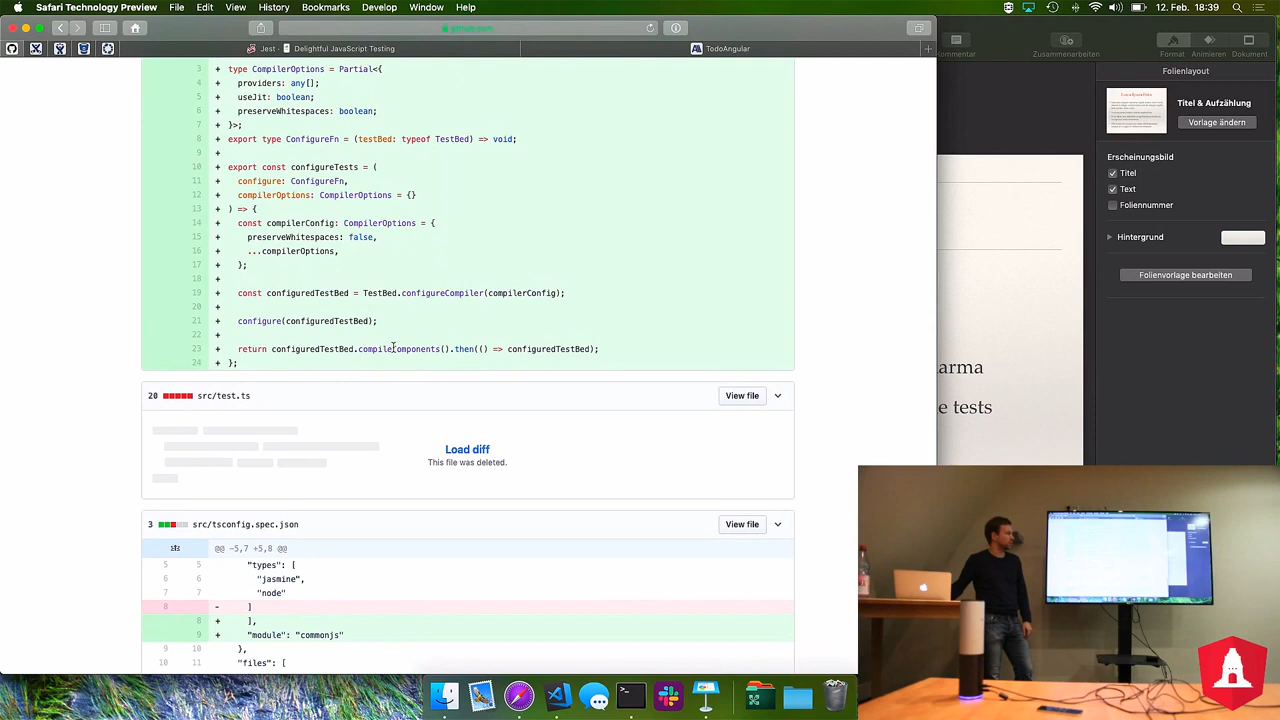 Safari Technology Preview File Edit View History Bookmarks Develop Window Help
12. Feb. 18:39
github.com
Jest - Delightful JavaScript Testing
TodoAngular
3 + type CompilerOptions = Partial<{
4 + providers: any[];
5 + useJit: boolean;
6 + preserveWhitespaces: boolean;
7 + }>;
8 + export type ConfigureFn = (testBed: typeof TestBed) => void;
9 +
10 + export const configureTests = (
11 + configure: ConfigureFn,
12 + compilerOptions: CompilerOptions = {}
13 + ) => {
14 + const compilerConfig: CompilerOptions = {
15 + preserveWhitespaces: false,
16 + ...compilerOptions,
17 + };
18 +
19 + const configuredTestBed = TestBed.configureCompiler(compilerConfig);
20 +
21 + configure(configuredTestBed);
22 +
23 + return configuredTestBed.compileComponents().then(() => configuredTestBed);
24 + };
20 src/test.ts View file
Load diff
This file was deleted.
3 src/tsconfig.spec.json View file
@@ -5,7 +5,8 @@
5 5 "types": [
6 6 "jasmine",
7 7 "node"
8 - ]
8 + ],
9 + "module": "commonjs"
9 10 },
10 11 "files": [
Kommentar
Zusammenarbeiten
Format Animieren Dokument
Folienlayout
Titel & Aufzählung
Vorlage ändern
Erscheinungsbild
Titel
Text
Foliennummer
Hintergrund
Folienvorlage bearbeiten
arma
e tests